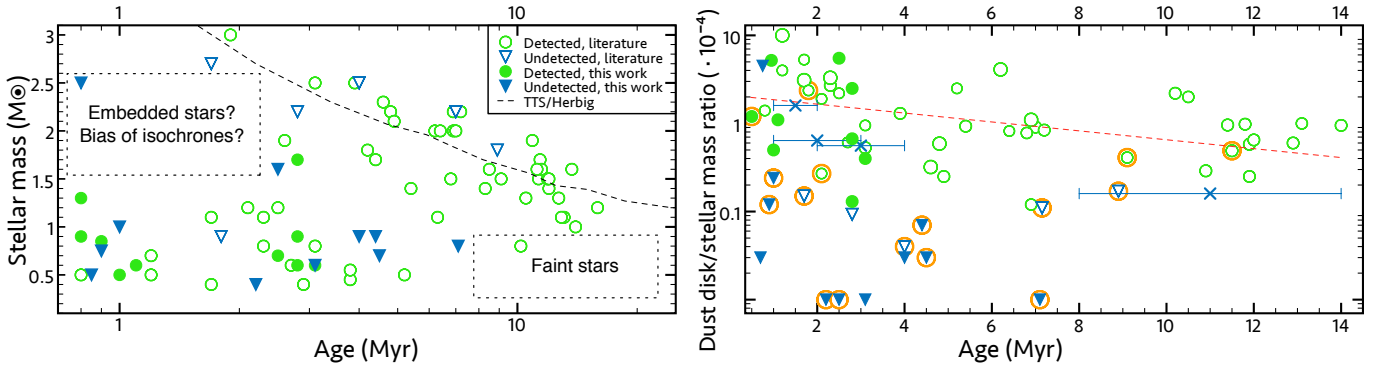 1 10
3
2.5
2
1.5
1
0.5
Stellar mass (M⊙)
Detected, literature
Undetected, literature
Detected, this work
Undetected, this work
TTS/Herbig
Embedded stars?
Bias of isochrones?
Faint stars
1 10
Age (Myr)
2 4 6 8 10 12 14
10
1
0.1
Dust disk/stellar mass ratio ( · 10⁻⁴)
2 4 6 8 10 12 14
Age (Myr)